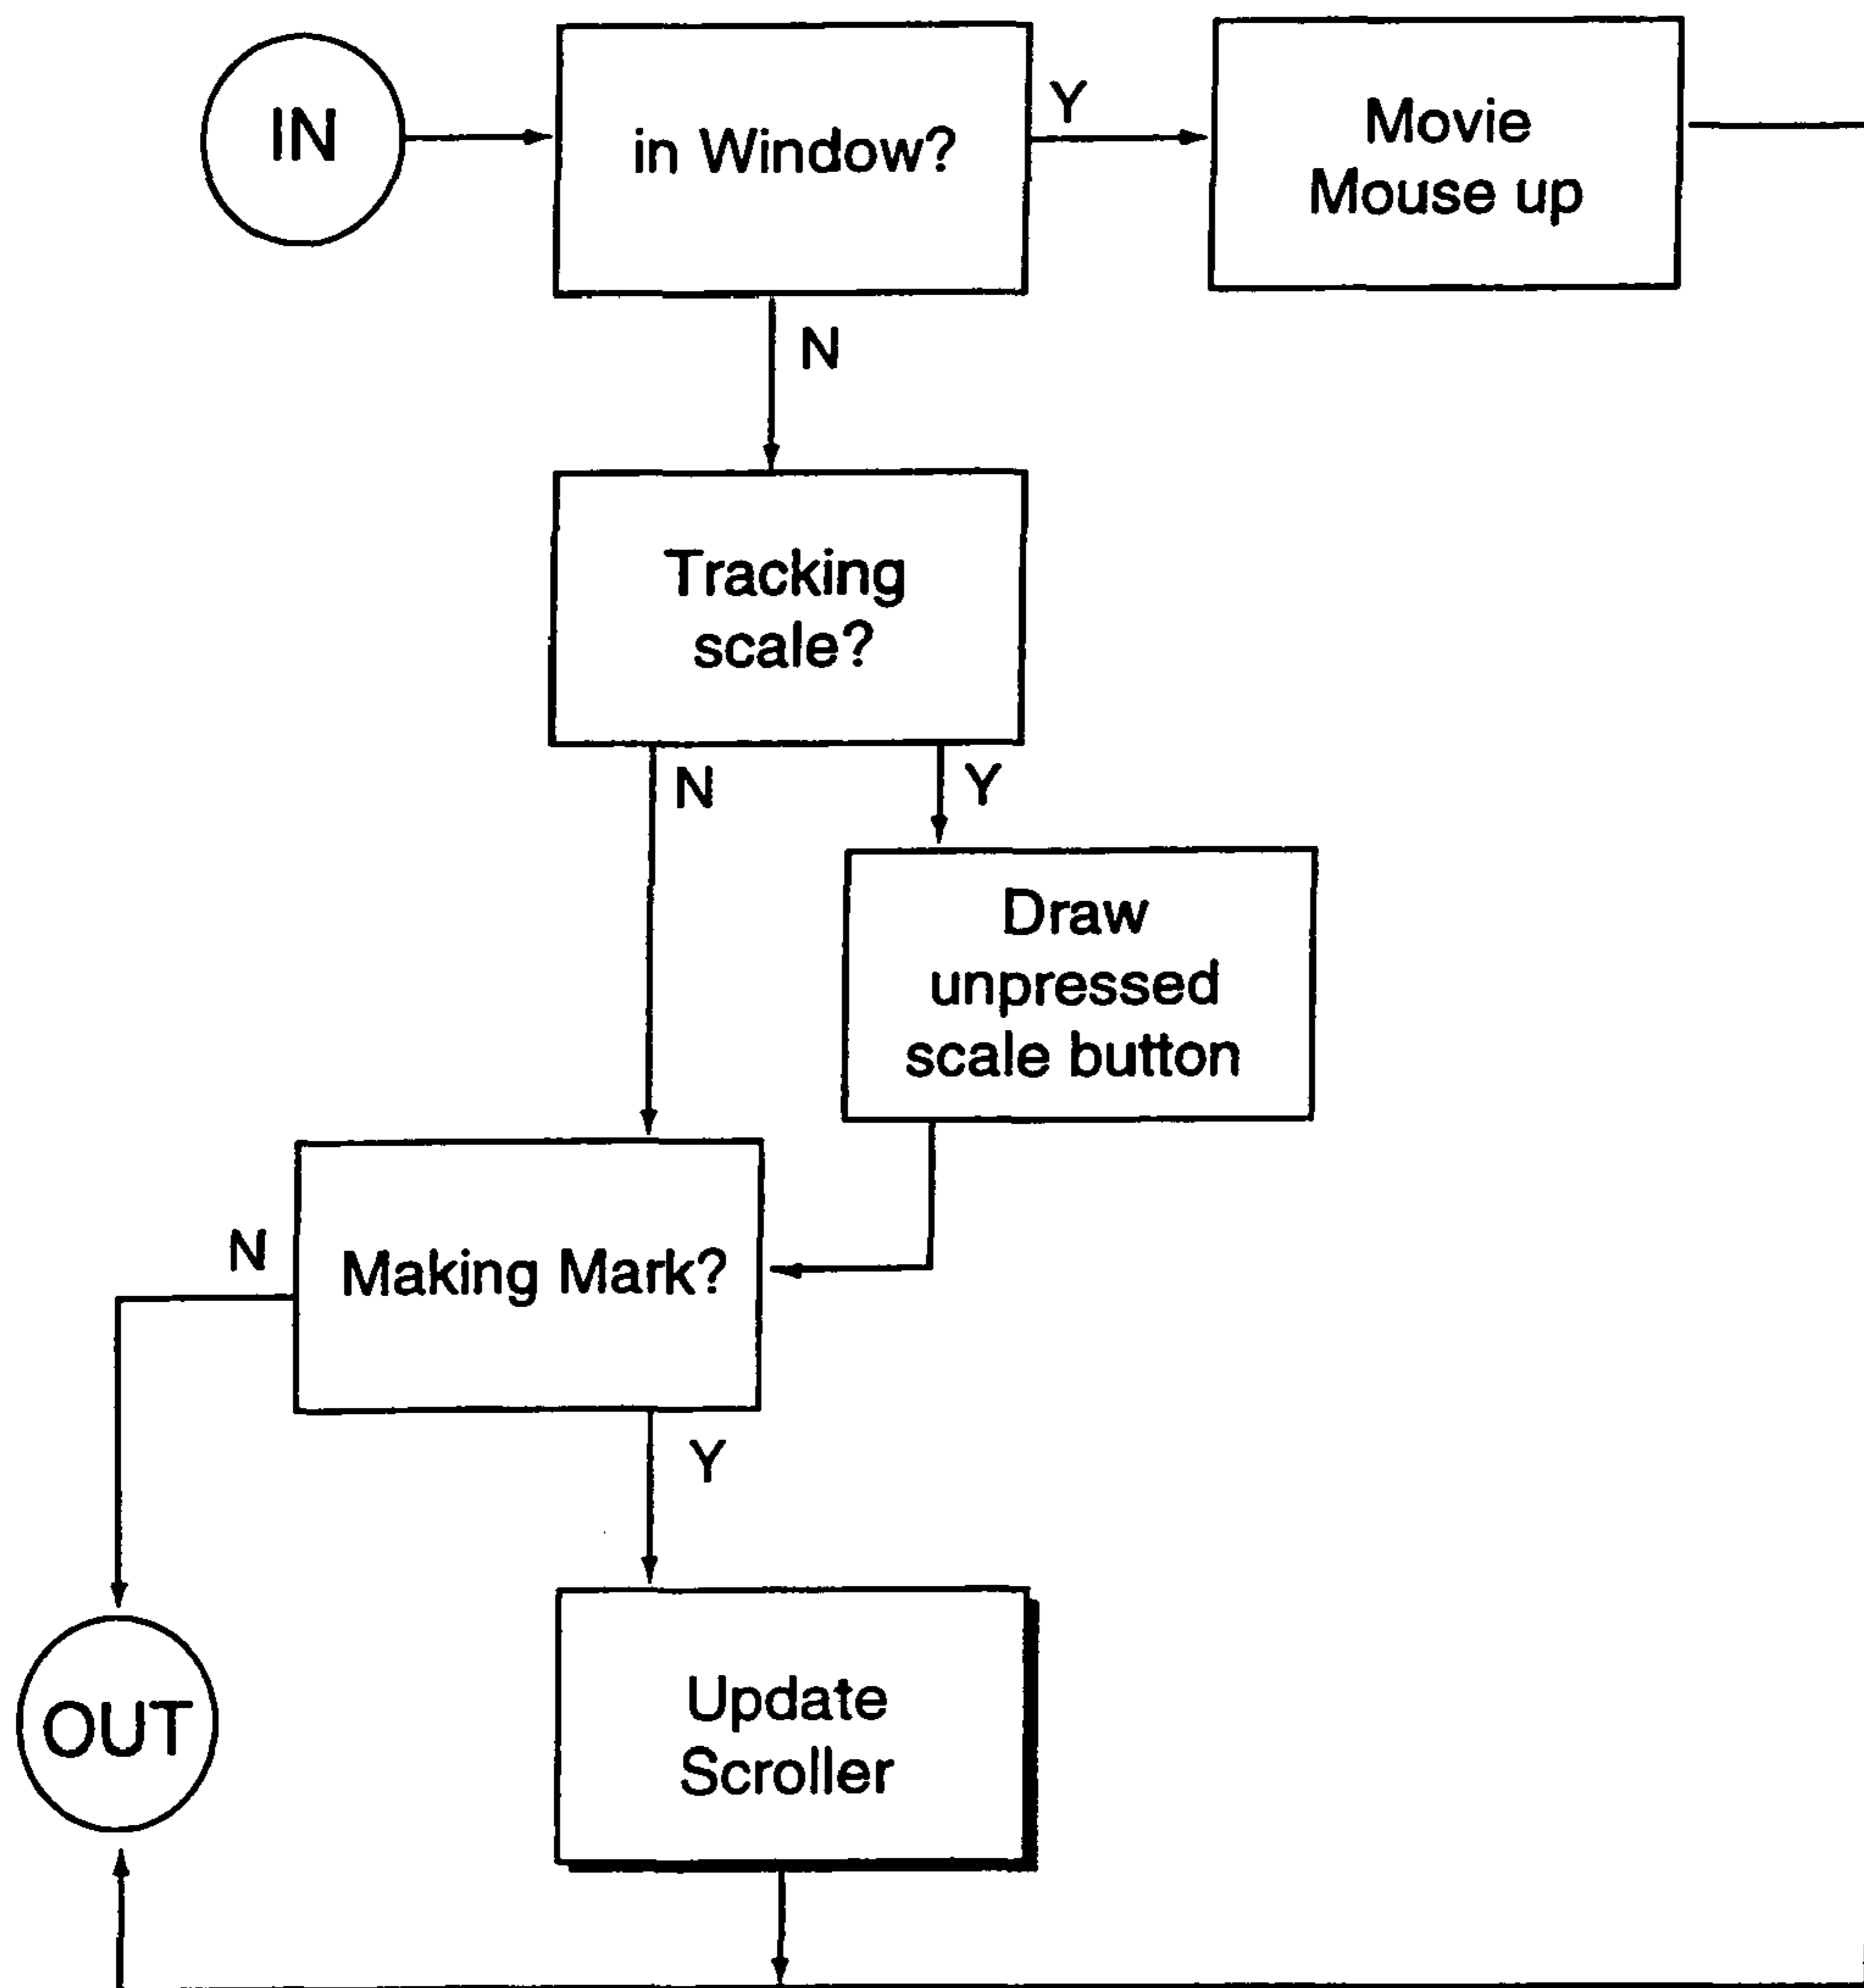 IN
in Window?
Y
Movie
Mouse up
N
Tracking
scale?
N
Y
Draw
unpressed
scale button
N
Making Mark?
Y
OUT
Update
Scroller